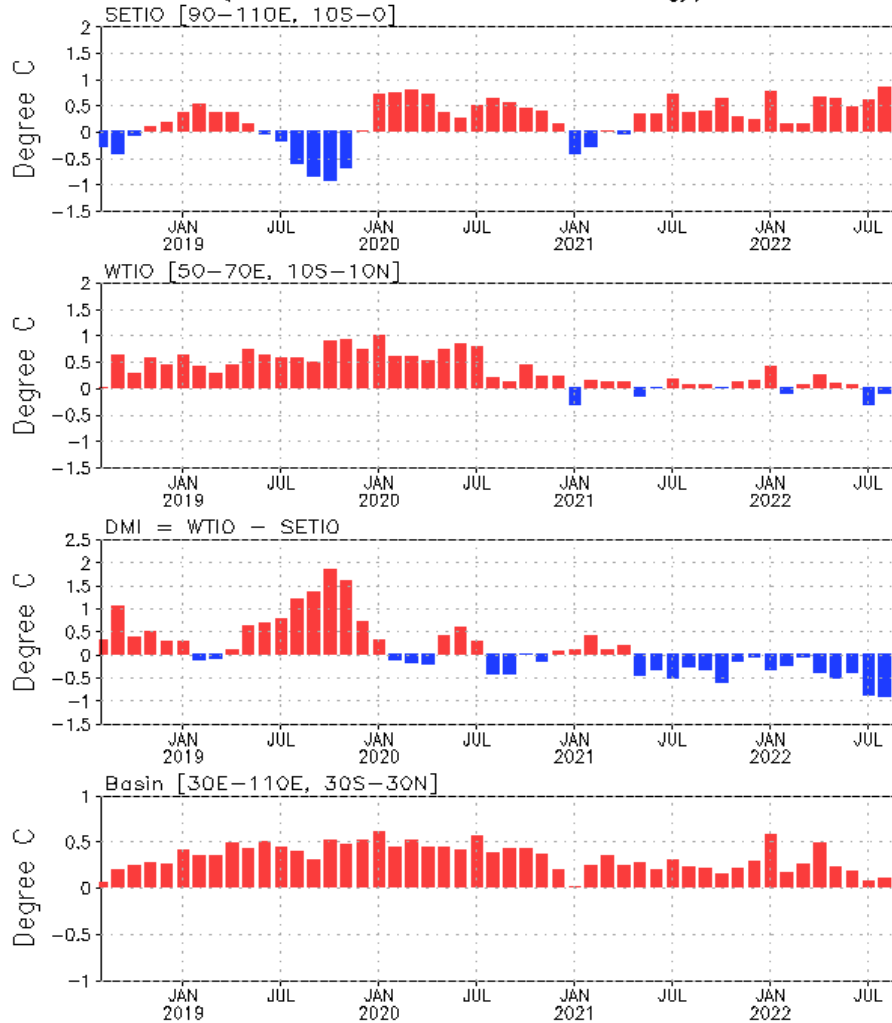 SETIO [90-110E, 10S-0]
Degree C
2
1.5
1
0.5
0
-0.5
-1
-1.5
JAN JUL JAN JUL JAN JUL JAN JUL
2019 2020 2021 2022
WTIO [50-70E, 10S-10N]
Degree C
2
1.5
1
0.5
0
-0.5
-1
-1.5
JAN JUL JAN JUL JAN JUL JAN JUL
2019 2020 2021 2022
DMI = WTIO - SETIO
Degree C
2.5
2
1.5
1
0.5
0
-0.5
-1
-1.5
JAN JUL JAN JUL JAN JUL JAN JUL
2019 2020 2021 2022
Basin [30E-110E, 30S-30N]
Degree C
1
0.5
0
-0.5
-1
JAN JUL JAN JUL JAN JUL JAN JUL
2019 2020 2021 2022